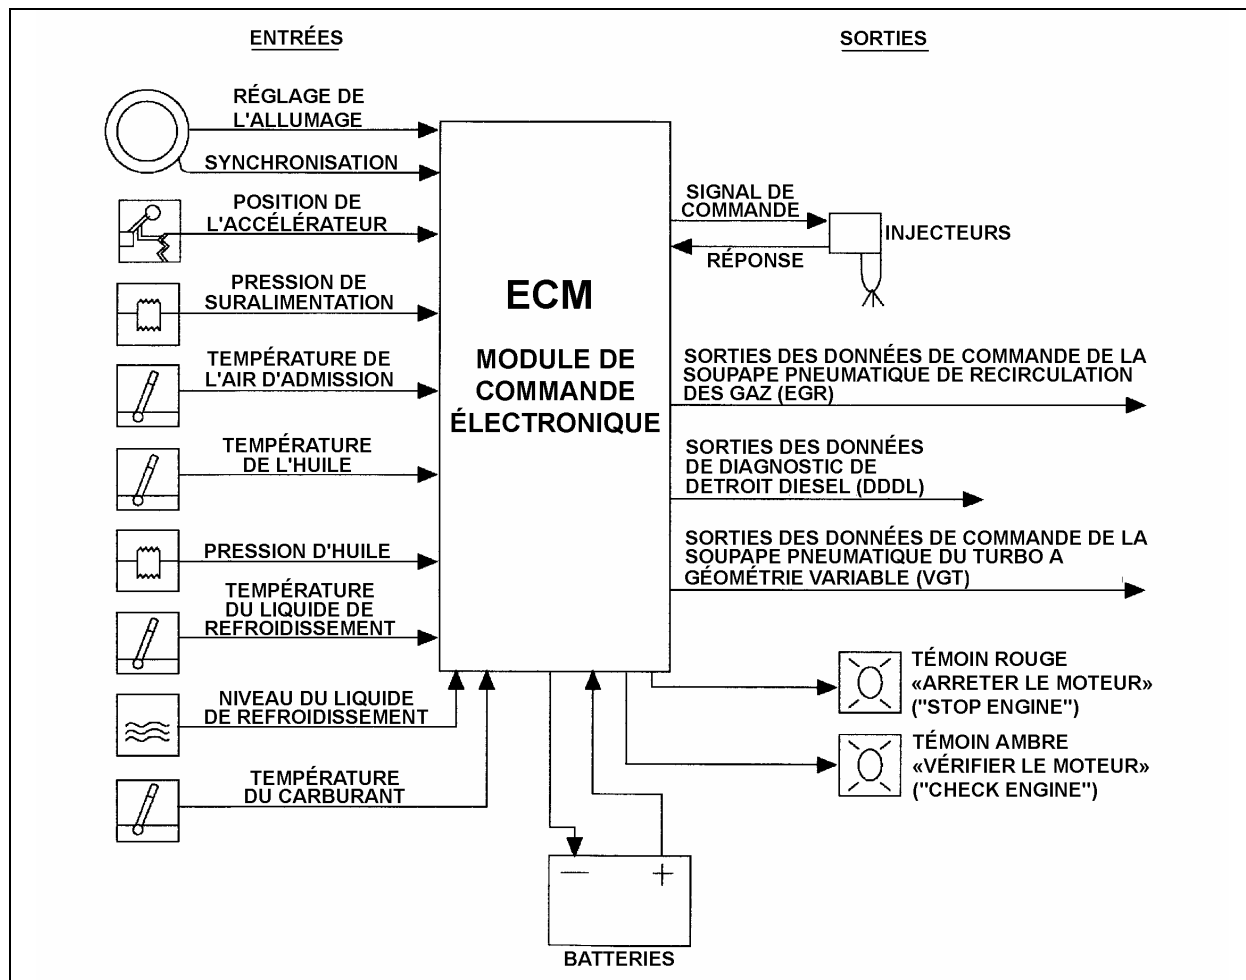 ENTRÉES
SORTIES
RÉGLAGE DE
L'ALLUMAGE
SYNCHRONISATION
POSITION DE
L'ACCÉLÉRATEUR
PRESSION DE
SURALIMENTATION
TEMPÉRATURE DE
L'AIR D'ADMISSION
TEMPÉRATURE
DE L'HUILE
PRESSION D'HUILE
TEMPÉRATURE
DU LIQUIDE DE
REFROIDISSEMENT
NIVEAU DU LIQUIDE
DE REFROIDISSEMENT
TEMPÉRATURE
DU CARBURANT
ECM
MODULE DE
COMMANDE
ÉLECTRONIQUE
SIGNAL DE
COMMANDE
RÉPONSE
INJECTEURS
SORTIES DES DONNÉES DE COMMANDE DE LA
SOUPAPE PNEUMATIQUE DE RECIRCULATION
DES GAZ (EGR)
SORTIES DES DONNÉES
DE DIAGNOSTIC DE
DETROIT DIESEL (DDDL)
SORTIES DES DONNÉES DE COMMANDE DE LA
SOUPAPE PNEUMATIQUE DU TURBO A
GÉOMÉTRIE VARIABLE (VGT)
TÉMOIN ROUGE
«ARRETER LE MOTEUR»
("STOP ENGINE")
TÉMOIN AMBRE
«VÉRIFIER LE MOTEUR»
("CHECK ENGINE")
— +
BATTERIES